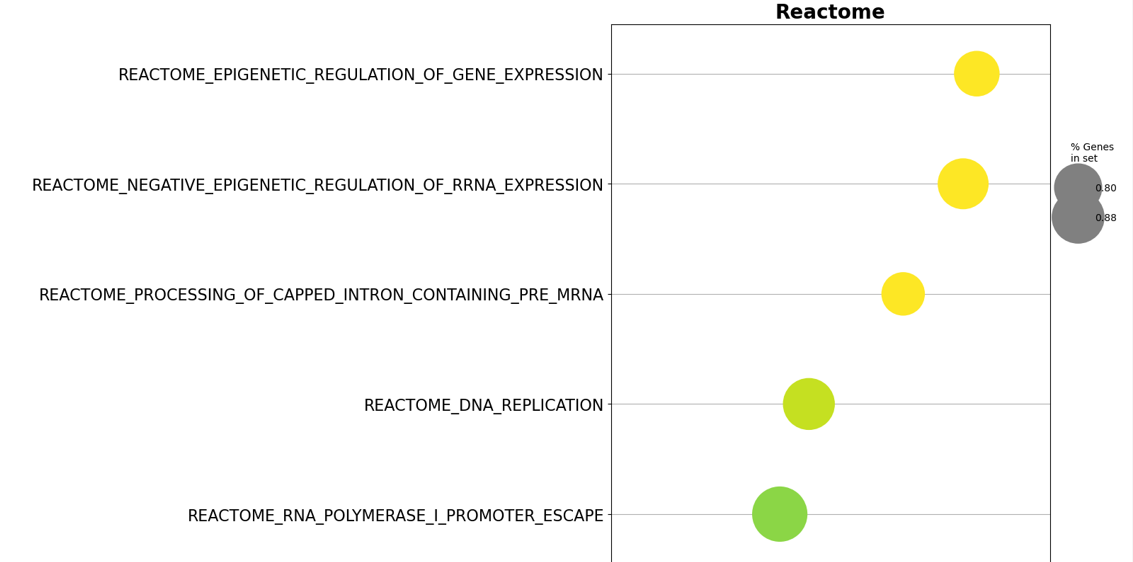 Reactome
REACTOME_EPIGENETIC_REGULATION_OF_GENE_EXPRESSION
REACTOME_NEGATIVE_EPIGENETIC_REGULATION_OF_RRNA_EXPRESSION
REACTOME_PROCESSING_OF_CAPPED_INTRON_CONTAINING_PRE_MRNA
REACTOME_DNA_REPLICATION
REACTOME_RNA_POLYMERASE_I_PROMOTER_ESCAPE
% Genes
in set
0.80
0.88